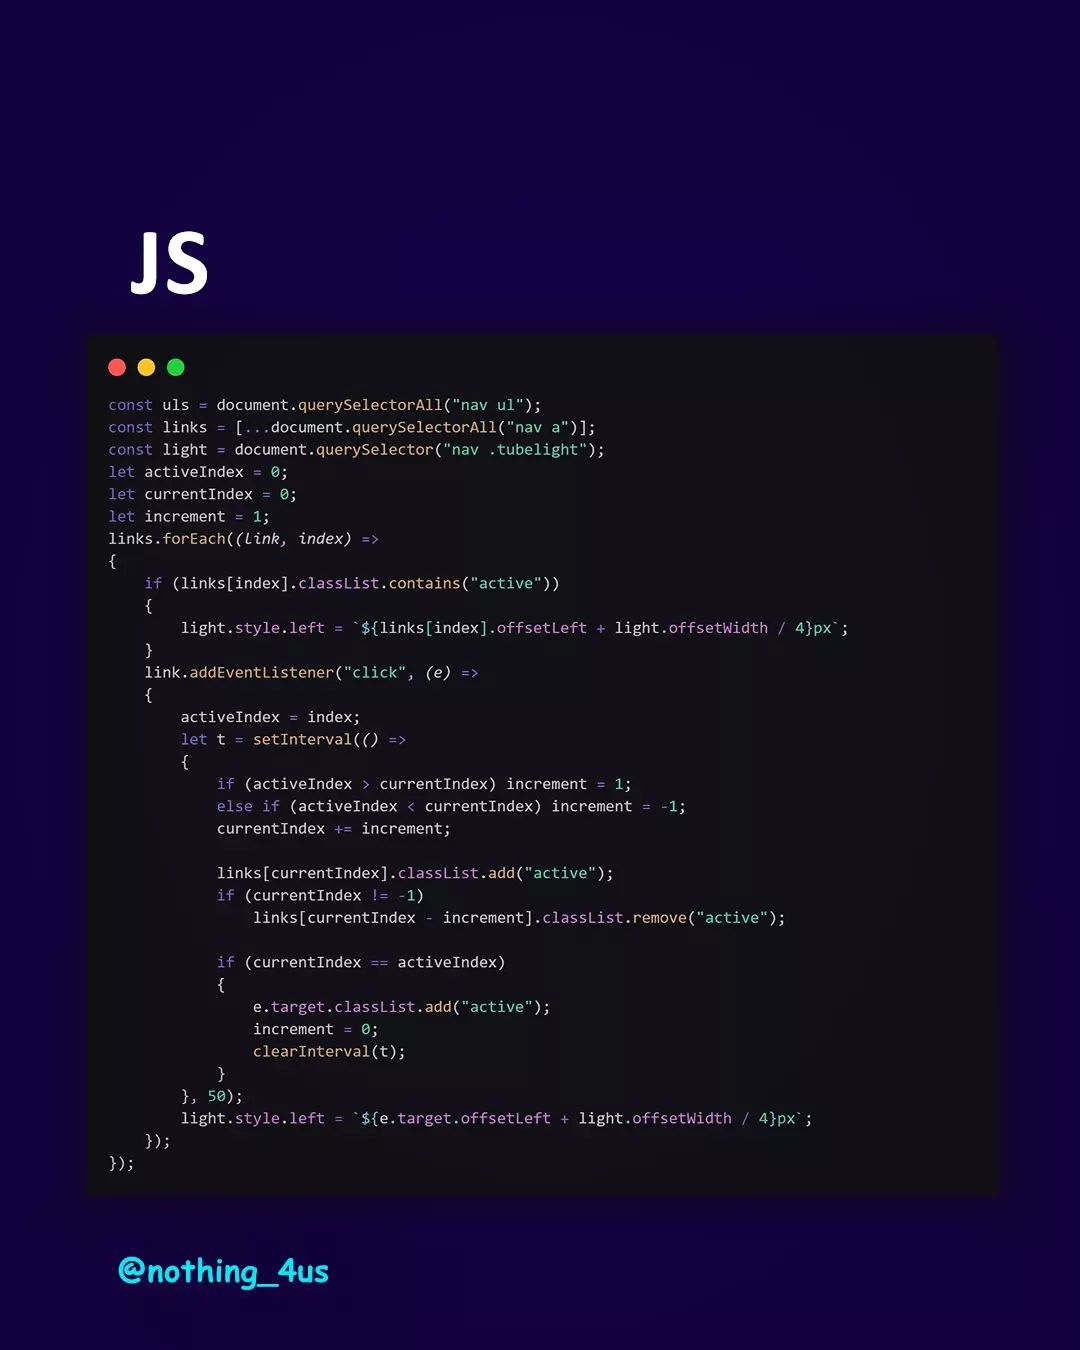 JS
const uls = document.querySelectorAll("nav ul");
const links = [...document.querySelectorAll("nav a")];
const light = document.querySelector("nav .tubelight");
let activeIndex = 0;
let currentIndex = 0;
let increment = 1;
links.forEach((link, index) =>
{
    if (links[index].classList.contains("active"))
    {
        light.style.left = `${links[index].offsetLeft + light.offsetWidth / 4}px`;
    }
    link.addEventListener("click", (e) =>
    {
        activeIndex = index;
        let t = setInterval(() =>
        {
            if (activeIndex > currentIndex) increment = 1;
            else if (activeIndex < currentIndex) increment = -1;
            currentIndex += increment;

            links[currentIndex].classList.add("active");
            if (currentIndex != -1)
                links[currentIndex - increment].classList.remove("active");

            if (currentIndex == activeIndex)
            {
                e.target.classList.add("active");
                increment = 0;
                clearInterval(t);
            }
        }, 50);
        light.style.left = `${e.target.offsetLeft + light.offsetWidth / 4}px`;
    });
});
@nothing_4us